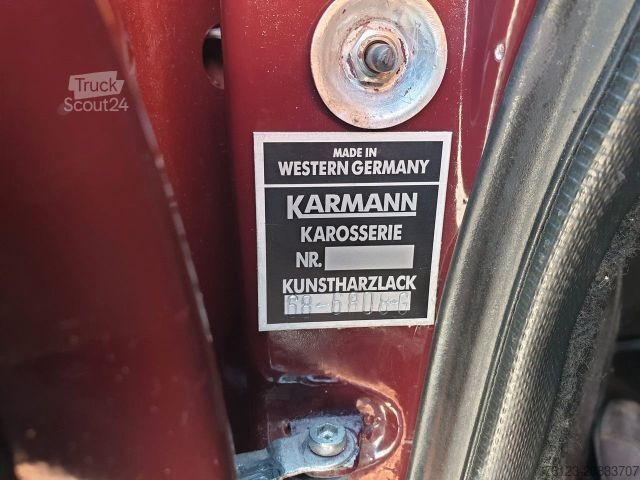 Truck
Scout24
MADE IN
WESTERN GERMANY
KARMANN
KAROSSERIE
NR.
KUNSTHARZLACK